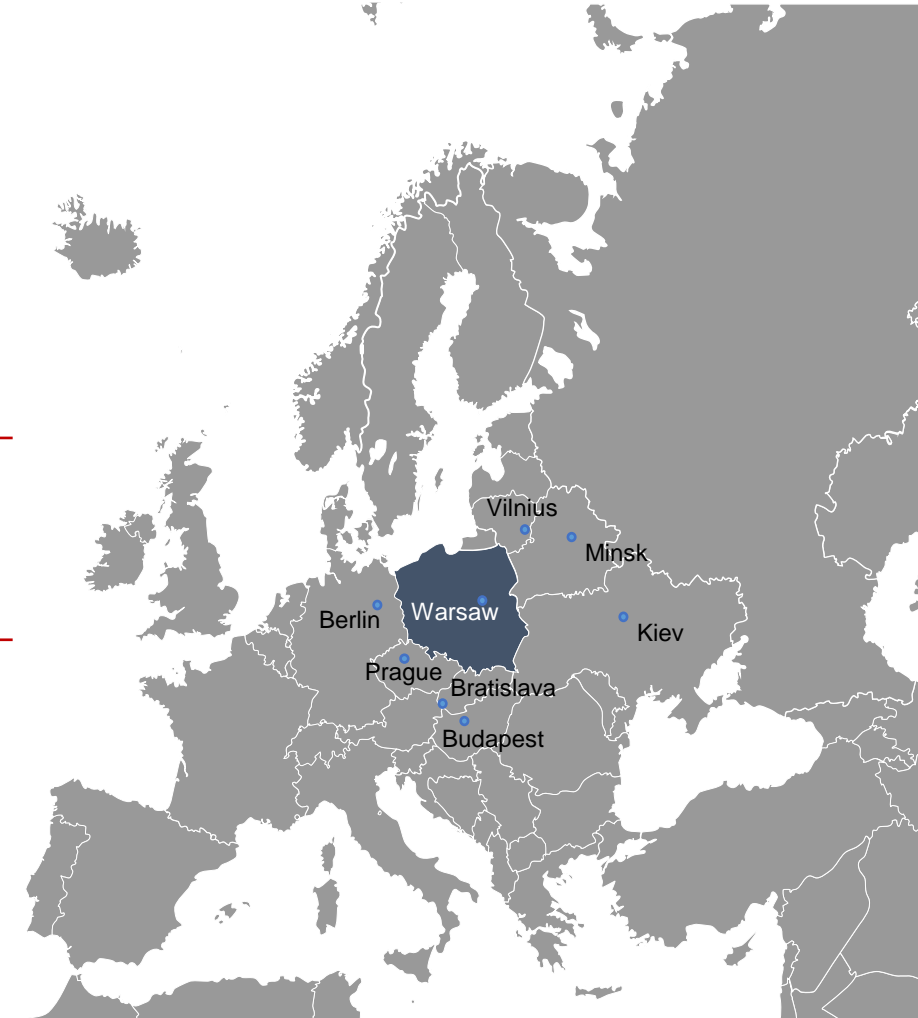 Vilnius
Minsk
Berlin
Warsaw
Kiev
Prague
Bratislava
Budapest